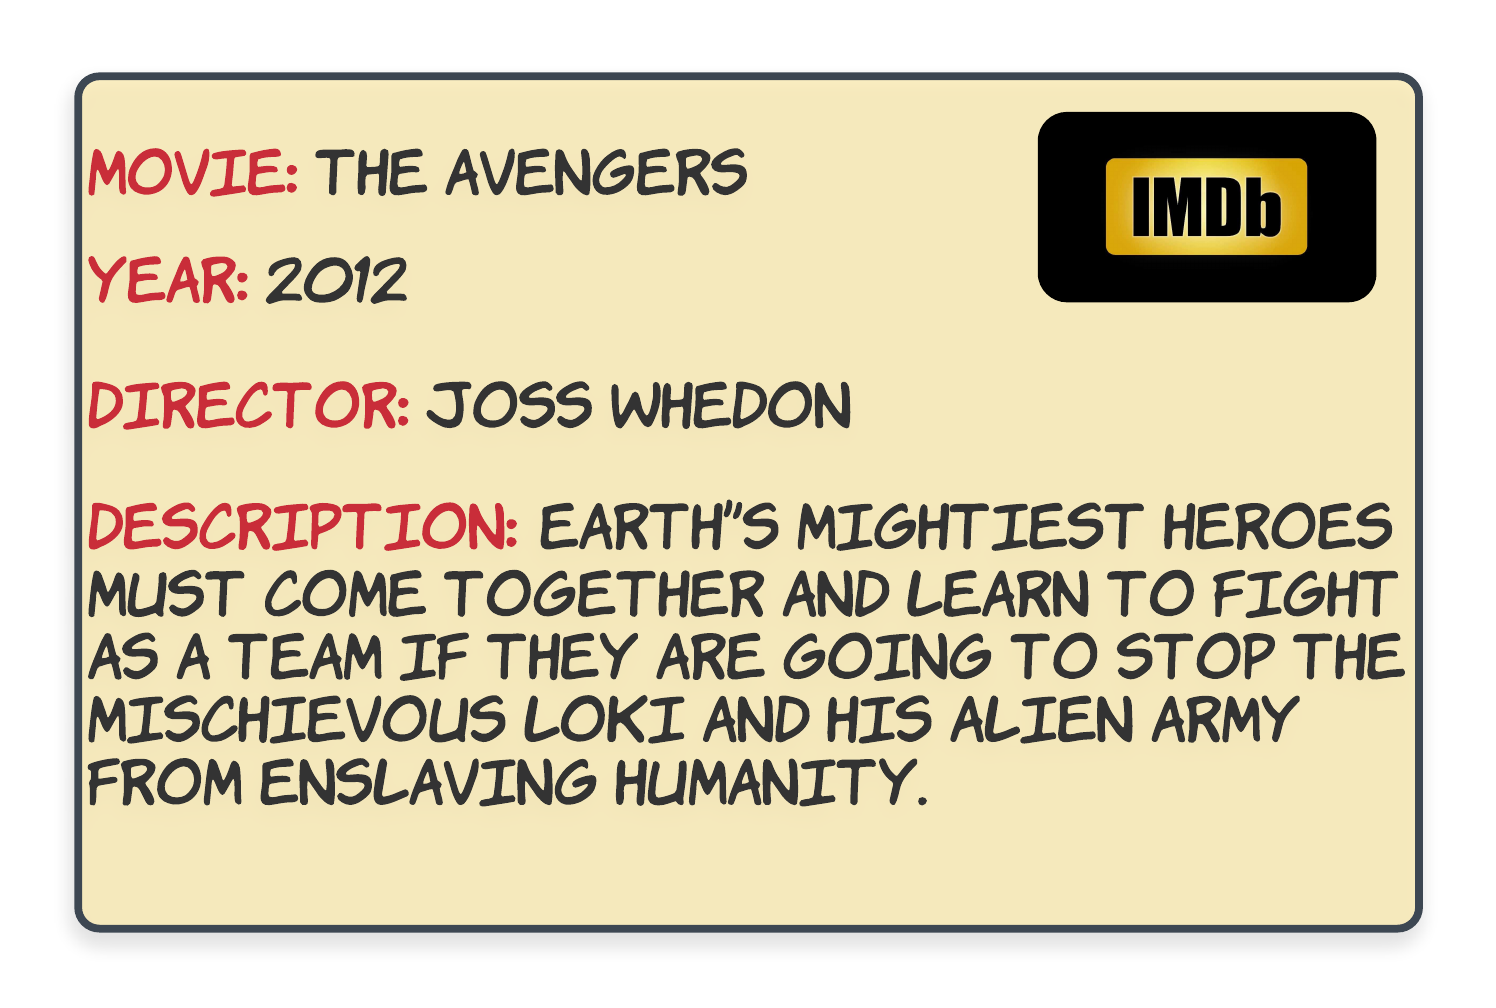 MOVIE: THE AVENGERS
IMDb
YEAR: 2012
DIRECTOR: JOSS WHEDON
DESCRIPTION: EARTH"S MIGHTIEST HEROES
MUST COME TOGETHER AND LEARN TO FIGHT
AS A TEAM IF THEY ARE GOING TO STOP THE
MISCHIEVOUS LOKI AND HIS ALIEN ARMY
FROM ENSLAVING HUMANITY.